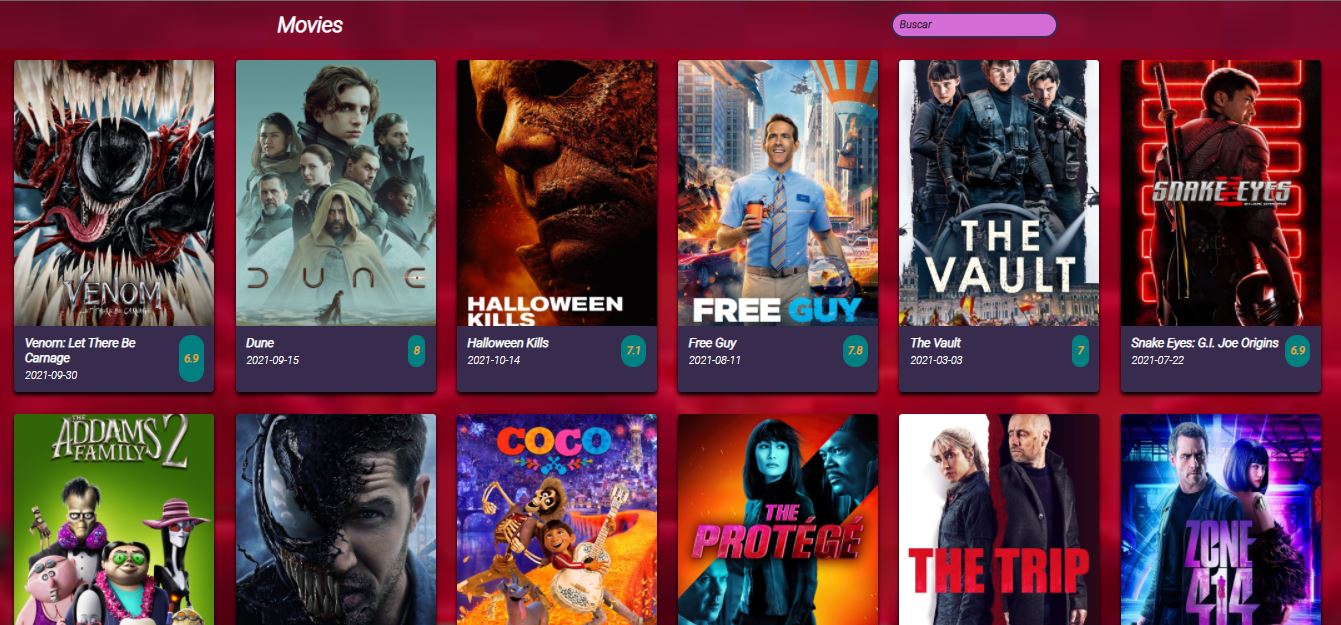 Movies
Buscar
VENOM
LET THERE BE CARNAGE
DUNE
HALLOWEEN
KILLS
FREE GUY
THE
VAULT
SNAKE EYES
Venom: Let There Be
Carnage
2021-09-30
6.9
Dune
2021-09-15
8
Halloween Kills
2021-10-14
7.1
Free Guy
2021-08-11
7.8
The Vault
2021-03-03
7
Snake Eyes: G.I. Joe Origins
2021-07-22
6.9
THE
ADDAMS
FAMILY 2
COCO
THE
PROTÉGÉ
THE TRIP
ZONE
414